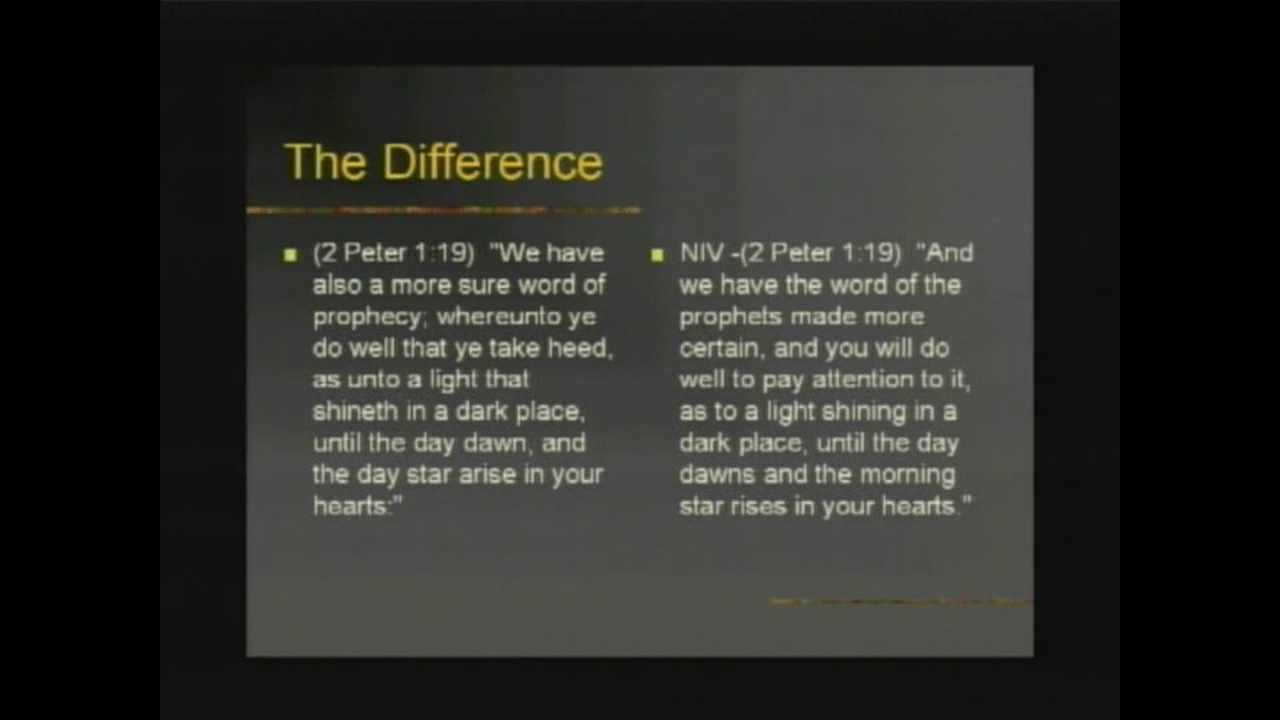 The Difference
(2 Peter 1:19) "We have
also a more sure word of
prophecy; whereunto ye
do well that ye take heed,
as unto a light that
shineth in a dark place,
until the day dawn, and
the day star arise in your
hearts:"
NIV -(2 Peter 1:19) "And
we have the word of the
prophets made more
certain, and you will do
well to pay attention to it,
as to a light shining in a
dark place, until the day
dawns and the morning
star rises in your hearts."